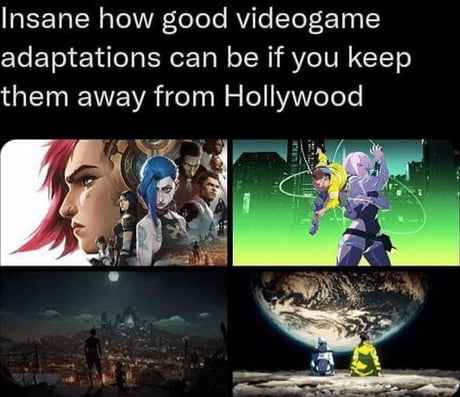 Insane how good videogame
adaptations can be if you keep
them away from Hollywood